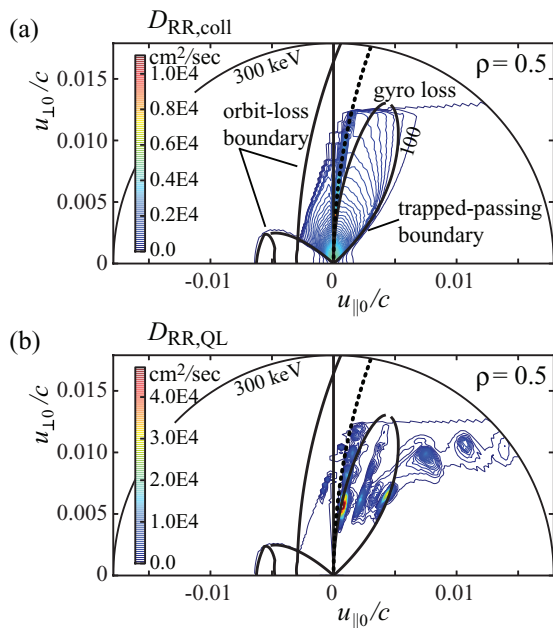 (a)
D_RR,coll
cm²/sec
1.0E4
0.8E4
0.6E4
0.4E4
0.2E4
0.0
300 keV
ρ = 0.5
orbit-loss
boundary
gyro loss
100
trapped-passing
boundary
u⊥0/c
0.015
0.010
0.005
0
-0.01
0
0.01
u∥0/c
(b)
D_RR,QL
cm²/sec
4.0E4
3.0E4
2.0E4
1.0E4
0.0
300 keV
ρ = 0.5
u⊥0/c
0.015
0.010
0.005
0
-0.01
0
0.01
u∥0/c